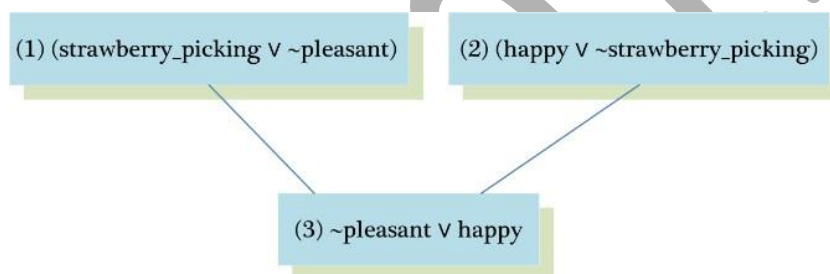 (1) (strawberry_picking ∨ ~pleasant)
(2) (happy ∨ ~strawberry_picking)
(3) ~pleasant ∨ happy